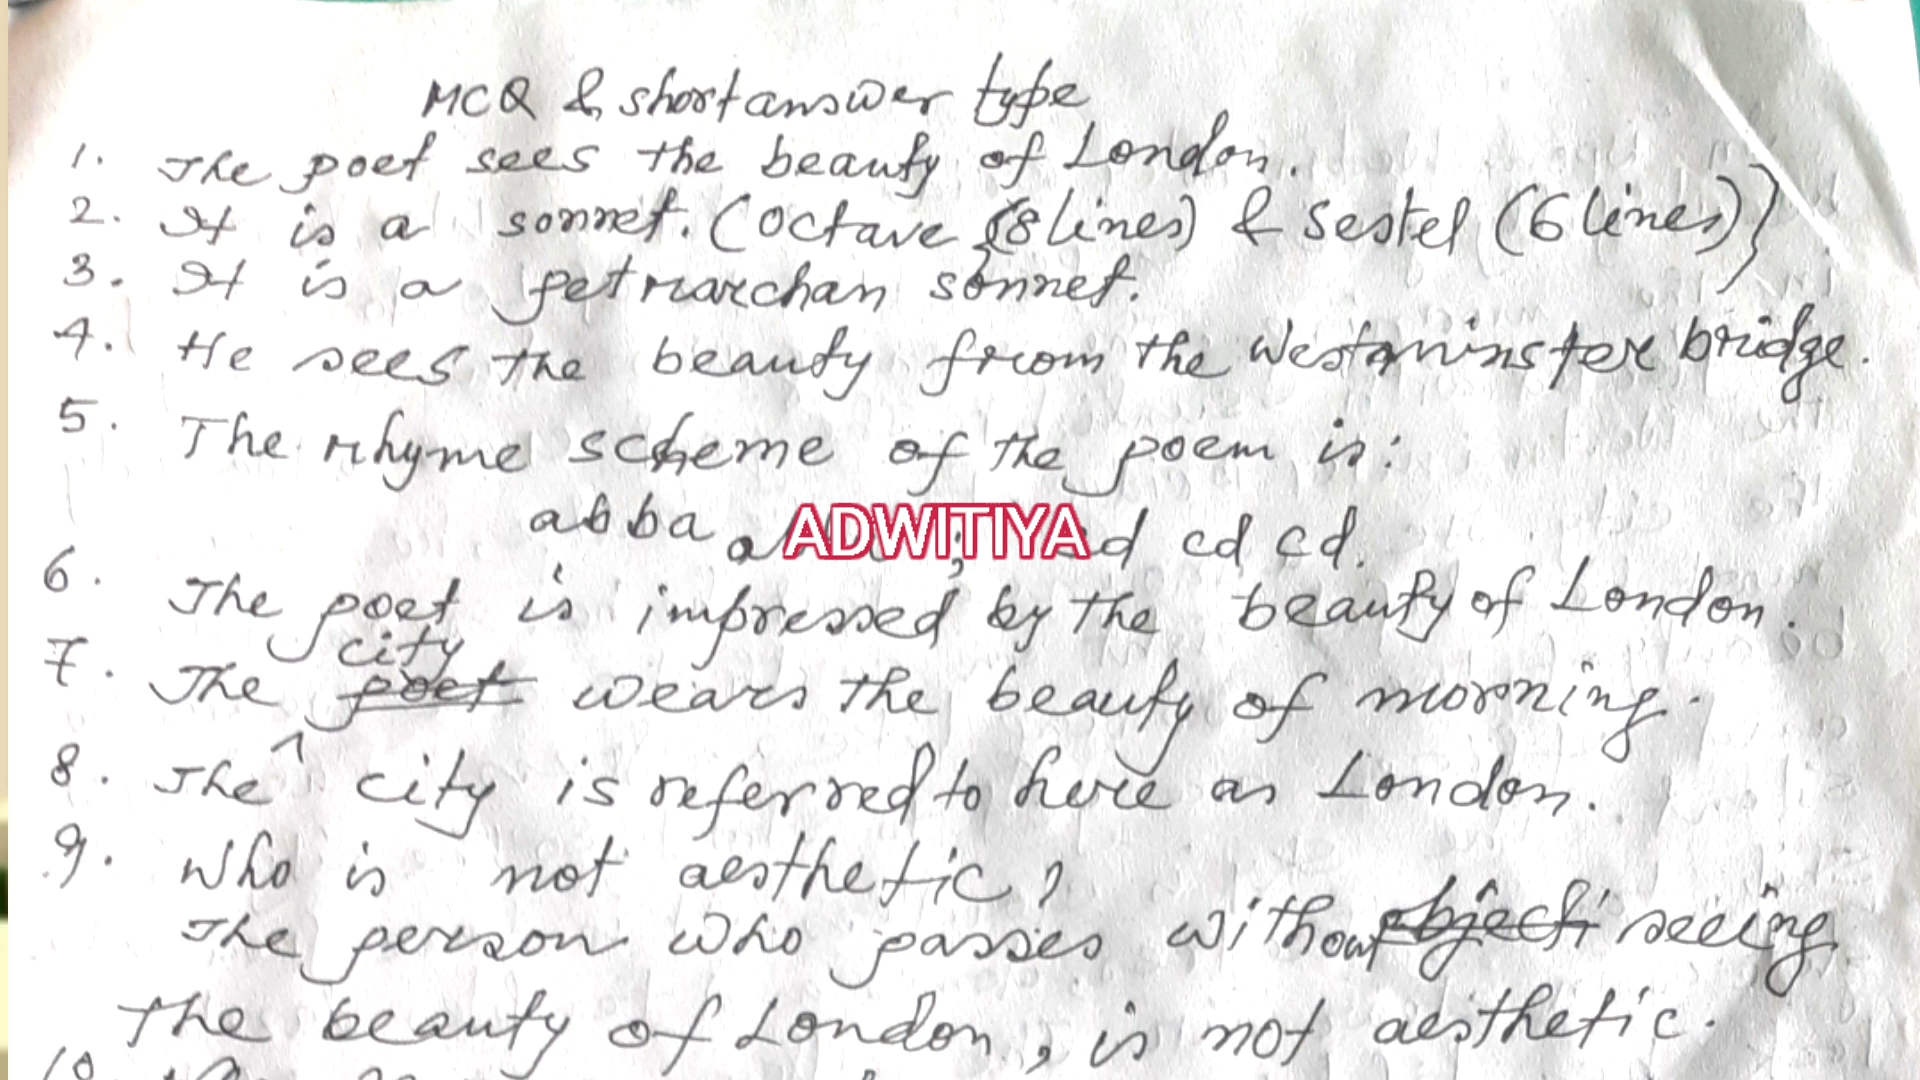 MCQ & short answer type
1. The poet sees the beauty of London.
2. It is a sonnet. (Octave {(8 lines) & Sestet (6 lines)}
3. It is a petrarchan sonnet.
4. He sees the beauty from the Westminster bridge.
5. The rhyme scheme of the poem is:
abba ADWITIYA cd cd.
6. The poet is impressed by the beauty of London.
city
7. The poet wears the beauty of morning.
8. The city is referred to here as London.
9. Who is not aesthetic?
The person who passes without object seeing
the beauty of London, is not aesthetic.
10.